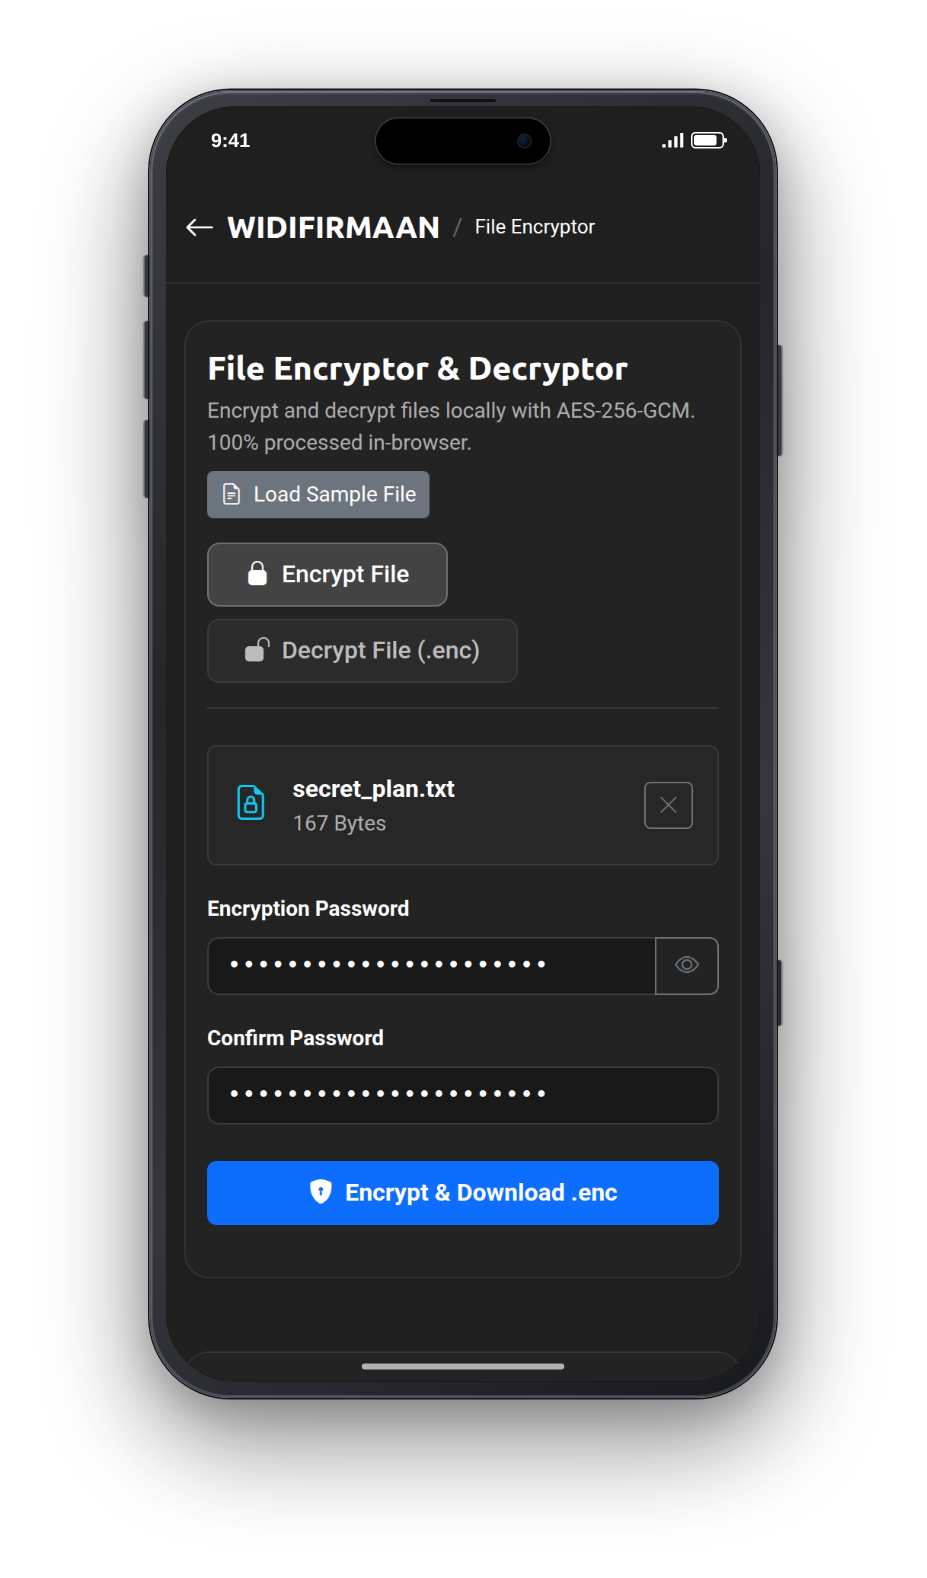 9:41
WIDIFIRMAAN / File Encryptor
File Encryptor & Decryptor
Encrypt and decrypt files locally with AES-256-GCM.
100% processed in-browser.
Load Sample File
Encrypt File
Decrypt File (.enc)
secret_plan.txt
167 Bytes
Encryption Password
••••••••••••••••••••••
Confirm Password
••••••••••••••••••••••
Encrypt & Download .enc